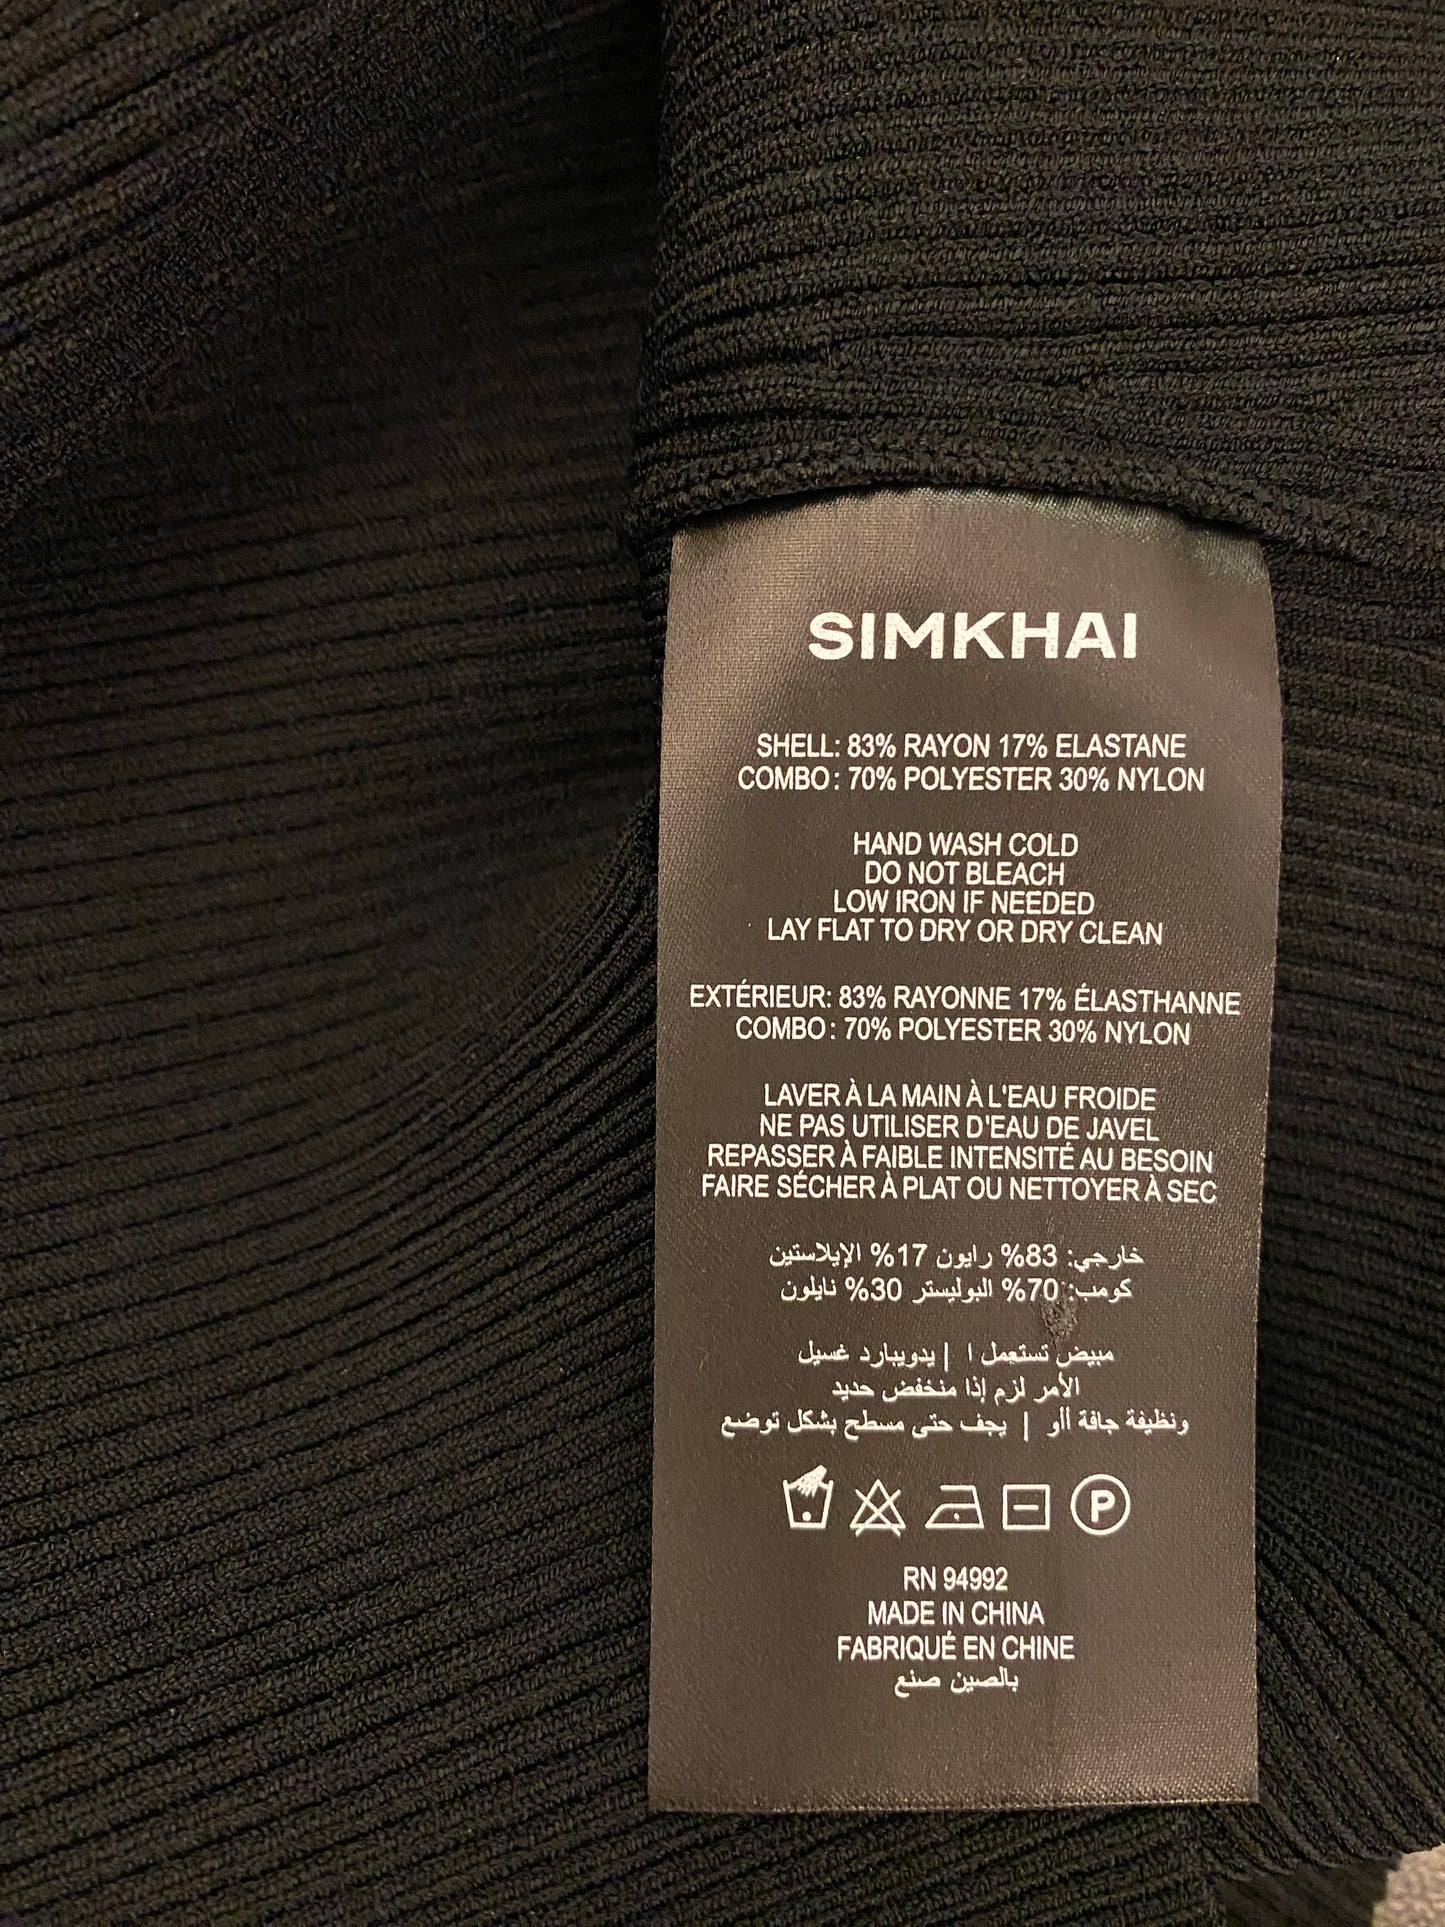 SIMKHAI
SHELL: 83% RAYON 17% ELASTANE
COMBO: 70% POLYESTER 30% NYLON
HAND WASH COLD
DO NOT BLEACH
LOW IRON IF NEEDED
LAY FLAT TO DRY OR DRY CLEAN
EXTÉRIEUR: 83% RAYONNE 17% ÉLASTHANNE
COMBO: 70% POLYESTER 30% NYLON
LAVER À LA MAIN À L'EAU FROIDE
NE PAS UTILISER D'EAU DE JAVEL
REPASSER À FAIBLE INTENSITÉ AU BESOIN
FAIRE SÉCHER À PLAT OU NETTOYER À SEC
خارجي: 83% رايون 17% الإيلاستين
كومب: 70% البوليستر 30% نايلون
مبيض تستعمل ا | يدويبارد غسيل
الأمر لزم إذا منخفض حديد
ونظيفة جافة ااو | يجف حتى مسطح بشكل توضع
P
RN 94992
MADE IN CHINA
FABRIQUÉ EN CHINE
بالصين صنع